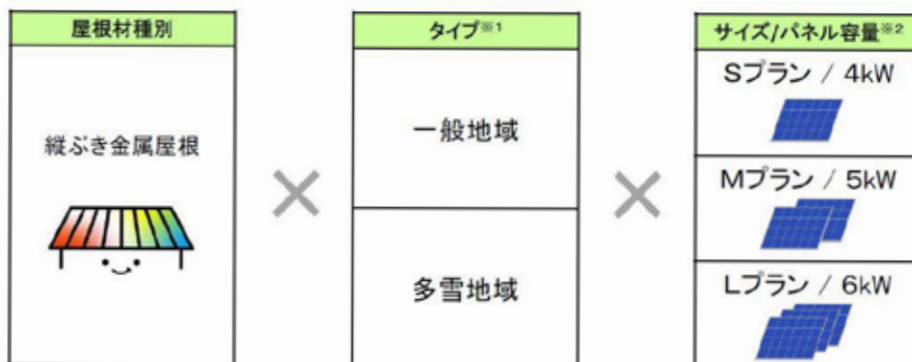 屋根材種別
縦ぶき金属屋根
タイプ※1
一般地域
多雪地域
サイズ/パネル容量※2
Sプラン / 4kW
Mプラン / 5kW
Lプラン / 6kW